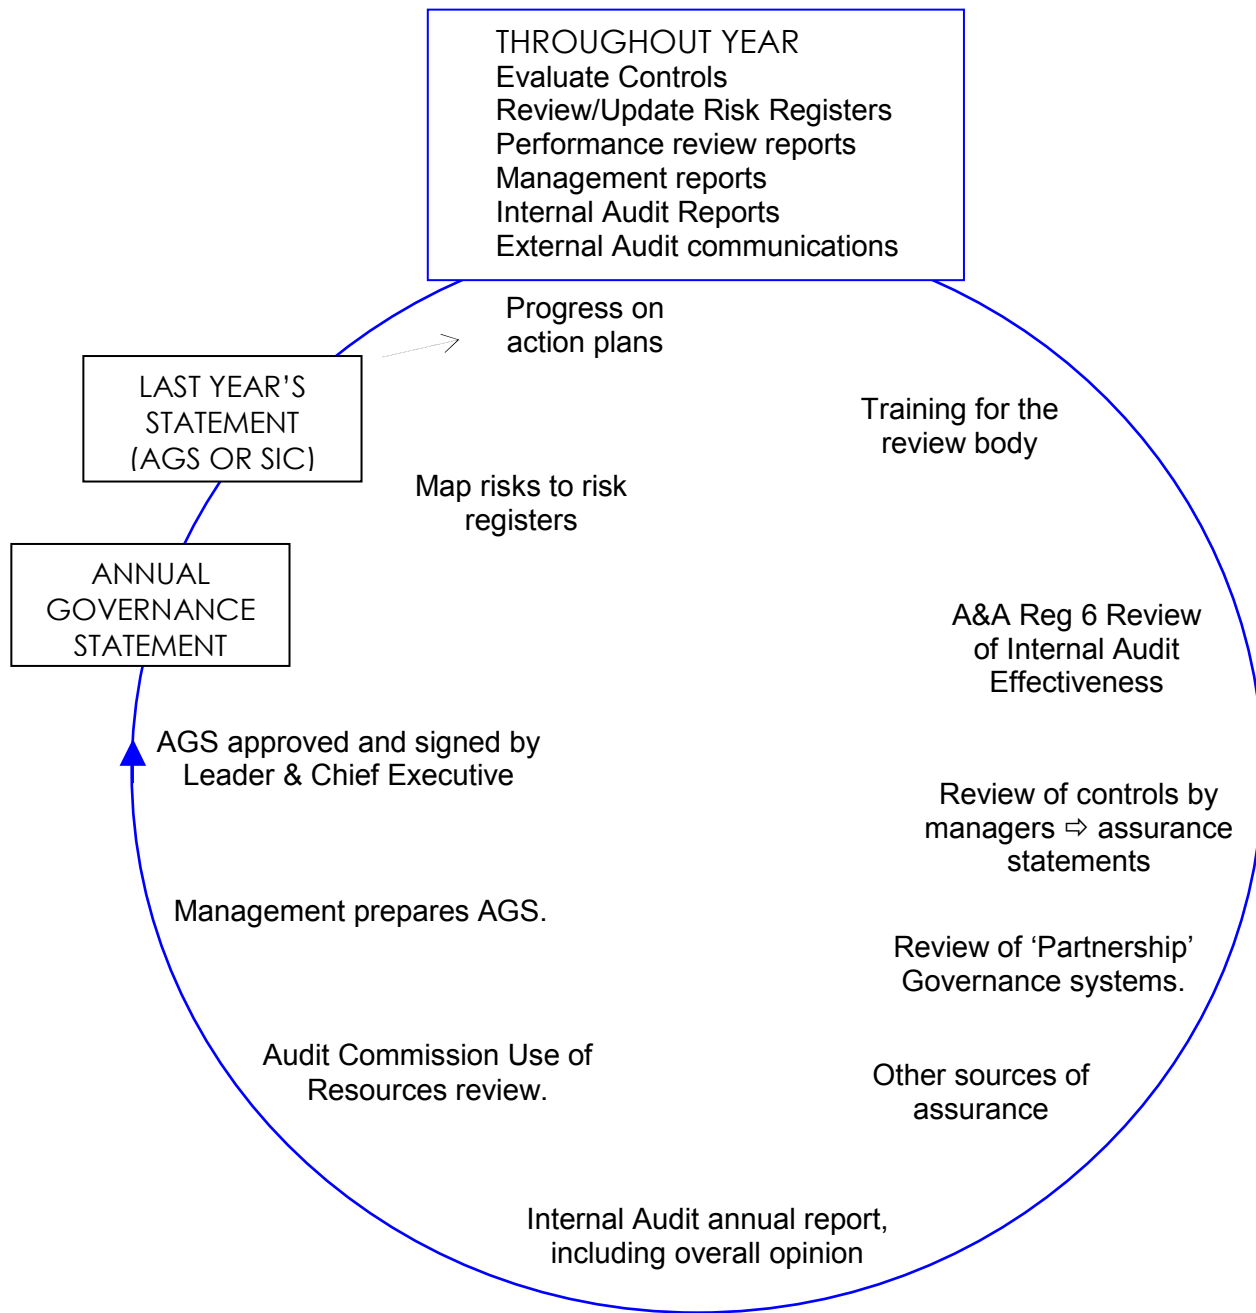 THROUGHOUT YEAR
Evaluate Controls
Review/Update Risk Registers
Performance review reports
Management reports
Internal Audit Reports
External Audit communications
Progress on
action plans
LAST YEAR’S
STATEMENT
(AGS OR SIC)
Training for the
review body
Map risks to risk
registers
ANNUAL
GOVERNANCE
STATEMENT
A&A Reg 6 Review
of Internal Audit
Effectiveness
AGS approved and signed by
Leader & Chief Executive
Review of controls by
managers ⇨ assurance
statements
Management prepares AGS.
Review of ‘Partnership’
Governance systems.
Audit Commission Use of
Resources review.
Other sources of
assurance
Internal Audit annual report,
including overall opinion